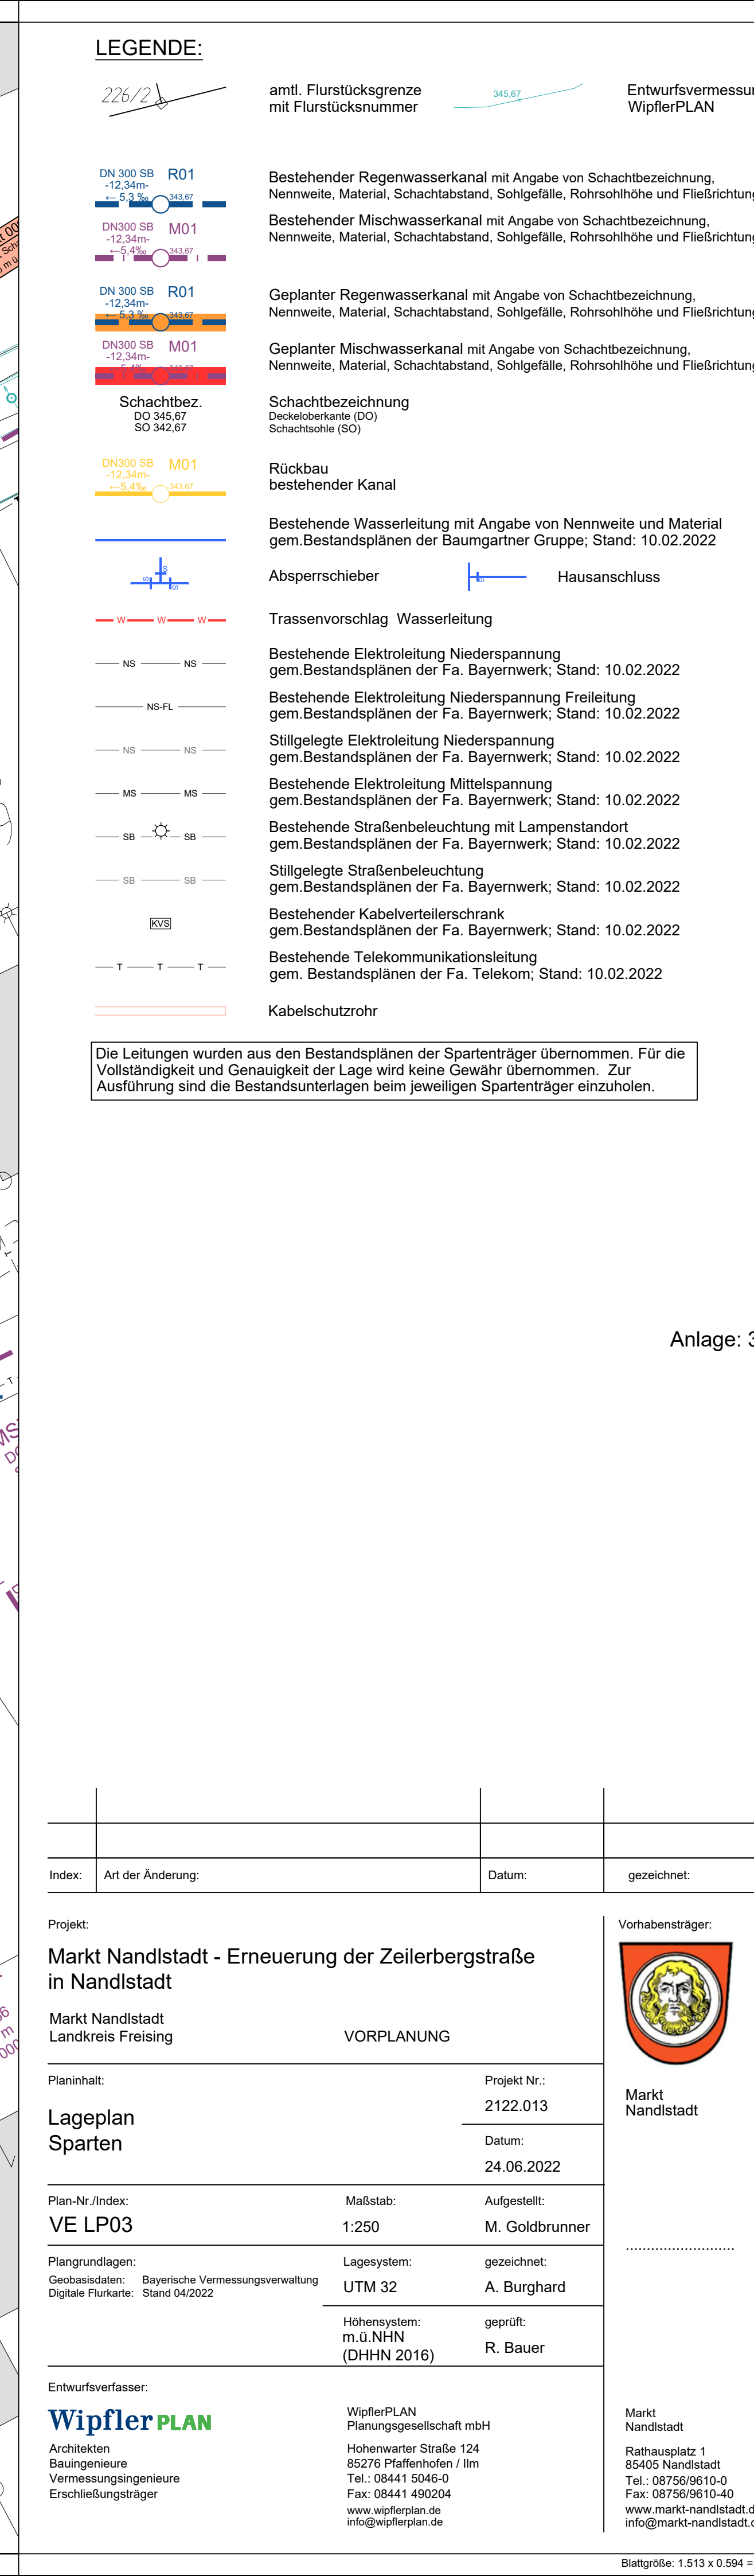 LEGENDE:
226/2
amtl. Flurstücksgrenze
mit Flurstücksnummer
345,67
WipflerPLAN
DN 300 SB R01
-12,34m-
← 5,3 ‰ 343,67
Bestehender Regenwasserkanal mit Angabe von Schachtbezeichnung,
Nennweite, Material, Schachtabstand, Sohlgefälle, Rohrsohlhöhe und Fließrichtung
DN300 SB M01
-12,34m-
←5,4‰ 343,67
Bestehender Mischwasserkanal mit Angabe von Schachtbezeichnung,
Nennweite, Material, Schachtabstand, Sohlgefälle, Rohrsohlhöhe und Fließrichtung
DN 300 SB R01
-12,34m-
← 5,3 ‰ 343,67
Geplanter Regenwasserkanal mit Angabe von Schachtbezeichnung,
Nennweite, Material, Schachtabstand, Sohlgefälle, Rohrsohlhöhe und Fließrichtung
DN300 SB M01
-12,34m-
←5,4‰ 343,67
Geplanter Mischwasserkanal mit Angabe von Schachtbezeichnung,
Nennweite, Material, Schachtabstand, Sohlgefälle, Rohrsohlhöhe und Fließrichtung
Schachtbez.
DO 345,67
SO 342,67
Schachtbezeichnung
Deckeloberkante (DO)
Schachtsohle (SO)
DN300 SB M01
-12,34m-
←5,4‰ 343,67
Rückbau
bestehender Kanal
Bestehende Wasserleitung mit Angabe von Nennweite und Material
gem.Bestandsplänen der Baumgartner Gruppe; Stand: 10.02.2022
S S S
Absperrschieber
S
Hausanschluss
W W W
Trassenvorschlag Wasserleitung
NS NS
Bestehende Elektroleitung Niederspannung
gem.Bestandsplänen der Fa. Bayernwerk; Stand: 10.02.2022
NS-FL
Bestehende Elektroleitung Niederspannung Freileitung
gem.Bestandsplänen der Fa. Bayernwerk; Stand: 10.02.2022
NS NS
Stillgelegte Elektroleitung Niederspannung
gem.Bestandsplänen der Fa. Bayernwerk; Stand: 10.02.2022
MS MS
Bestehende Elektroleitung Mittelspannung
gem.Bestandsplänen der Fa. Bayernwerk; Stand: 10.02.2022
SB SB
Bestehende Straßenbeleuchtung mit Lampenstandort
gem.Bestandsplänen der Fa. Bayernwerk; Stand: 10.02.2022
SB SB
Stillgelegte Straßenbeleuchtung
gem.Bestandsplänen der Fa. Bayernwerk; Stand: 10.02.2022
KVS
Bestehender Kabelverteilerschrank
gem.Bestandsplänen der Fa. Bayernwerk; Stand: 10.02.2022
T T T
Bestehende Telekommunikationsleitung
gem. Bestandsplänen der Fa. Telekom; Stand: 10.02.2022
Kabelschutzrohr
Die Leitungen wurden aus den Bestandsplänen der Spartenträger übernommen. Für die
Vollständigkeit und Genauigkeit der Lage wird keine Gewähr übernommen. Zur
Ausführung sind die Bestandsunterlagen beim jeweiligen Spartenträger einzuholen.
Anlage: 3
Index: Art der Änderung: Datum: gezeichnet:
Projekt:
Markt Nandlstadt - Erneuerung der Zeilerbergstraße
in Nandlstadt
Markt Nandlstadt
Landkreis Freising VORPLANUNG
Vorhabensträger:
Markt
Nandlstadt
Planinhalt:
Lageplan
Sparten
Projekt Nr.:
2122.013
Datum:
24.06.2022
Plan-Nr./Index:
VE LP03
Maßstab:
1:250
Aufgestellt:
M. Goldbrunner
Plangrundlagen:
Geobasisdaten: Bayerische Vermessungsverwaltung
Digitale Flurkarte: Stand 04/2022
Lagesystem:
UTM 32
gezeichnet:
A. Burghard
Höhensystem:
m.ü.NHN
(DHHN 2016)
geprüft:
R. Bauer
..........................
Entwurfsverfasser:
Wipfler PLAN
Architekten
Bauingenieure
Vermessungsingenieure
Erschließungsträger
WipflerPLAN
Planungsgesellschaft mbH
Hohenwarter Straße 124
85276 Pfaffenhofen / Ilm
Tel.: 08441 5046-0
Fax: 08441 490204
www.wipflerplan.de
info@wipflerplan.de
Markt
Nandlstadt
Rathausplatz 1
85405 Nandlstadt
Tel.: 08756/9610-0
Fax: 08756/9610-40
www.markt-nandlstadt.d
info@markt-nandlstadt.
Blattgröße: 1.513 x 0.594 =